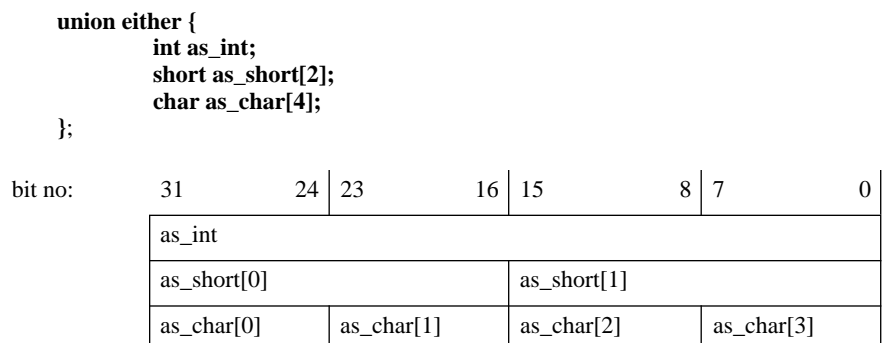 union either {
int as_int;
short as_short[2];
char as_char[4];
};
bit no: 31 24 23 16 15 8 7 0
as_int
as_short[0] as_short[1]
as_char[0] as_char[1] as_char[2] as_char[3]